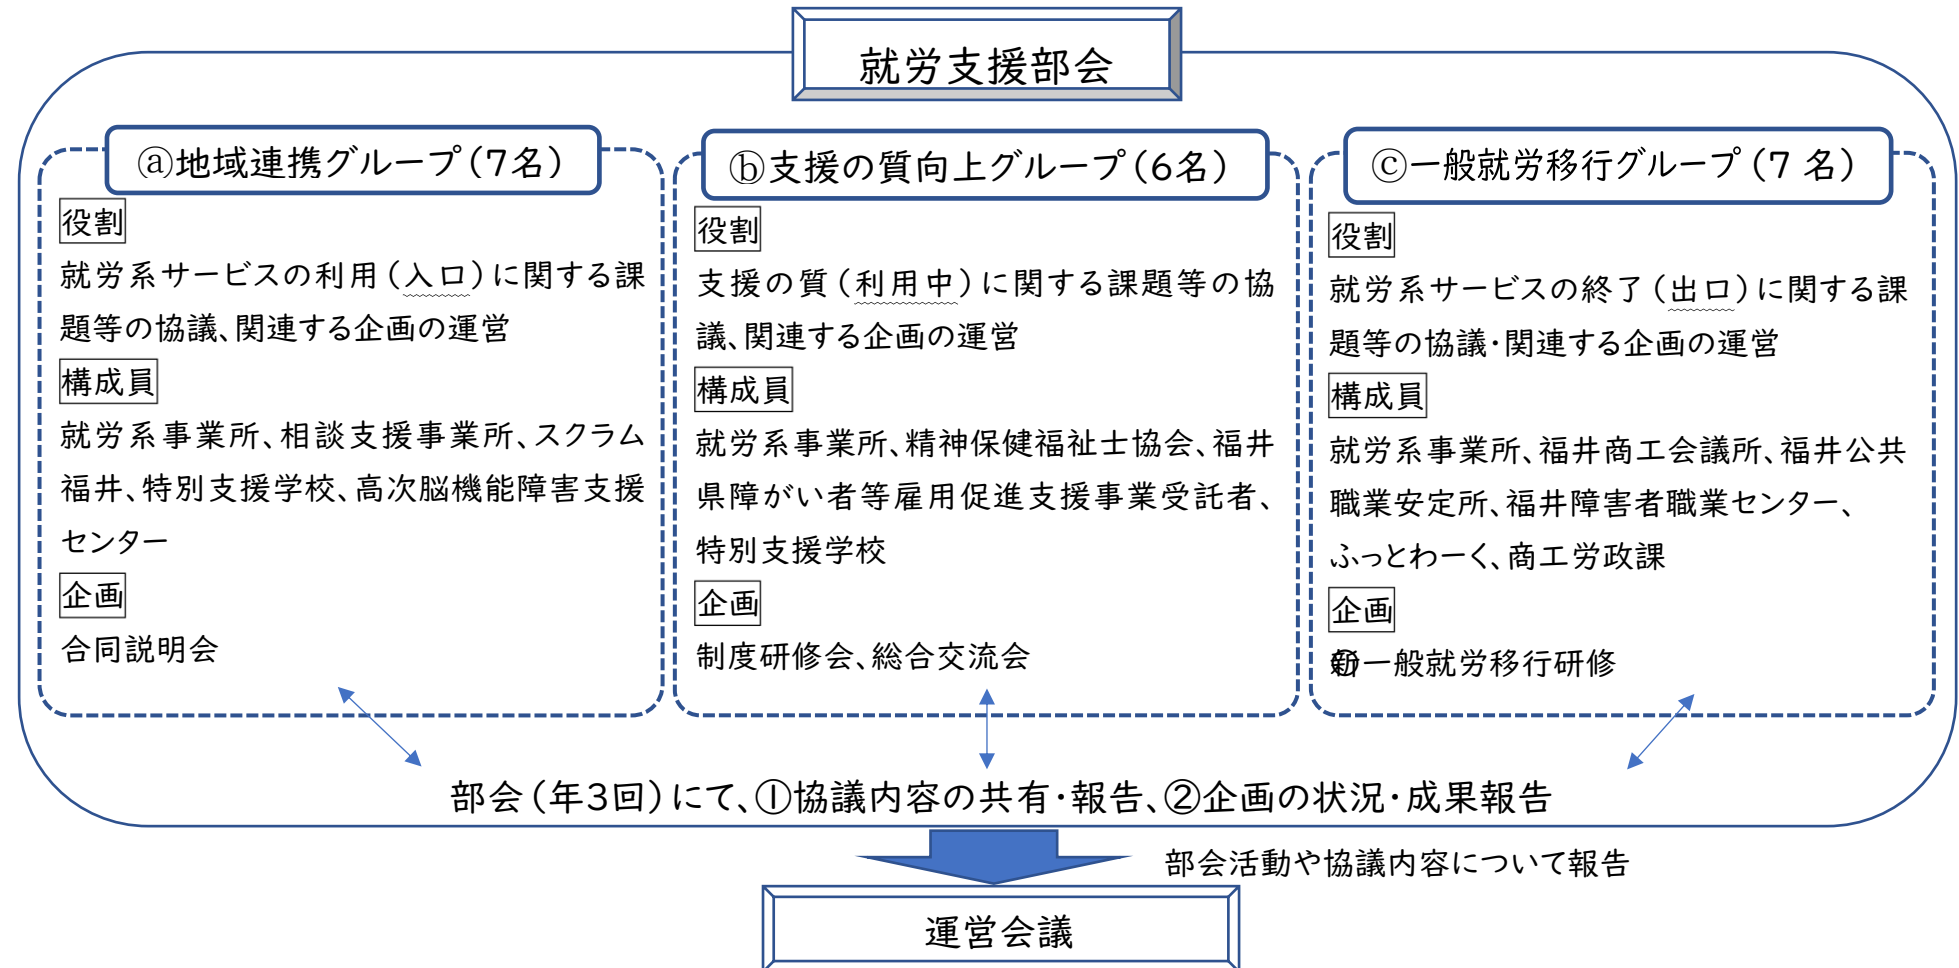 就労支援部会
ⓐ地域連携グループ(7名)
役割
就労系サービスの利用(入口)に関する課
題等の協議、関連する企画の運営
構成員
就労系事業所、相談支援事業所、スクラム
福井、特別支援学校、高次脳機能障害支援
センター
企画
合同説明会
ⓑ支援の質向上グループ(6名)
役割
支援の質(利用中)に関する課題等の協
議、関連する企画の運営
構成員
就労系事業所、精神保健福祉士協会、福井
県障がい者等雇用促進支援事業受託者、
特別支援学校
企画
制度研修会、総合交流会
ⓒ一般就労移行グループ(7 名)
役割
就労系サービスの終了(出口)に関する課
題等の協議・関連する企画の運営
構成員
就労系事業所、福井商工会議所、福井公共
職業安定所、福井障害者職業センター、
ふっとわーく、商工労政課
企画
新一般就労移行研修
部会(年3回)にて、①協議内容の共有・報告、②企画の状況・成果報告
部会活動や協議内容について報告
運営会議